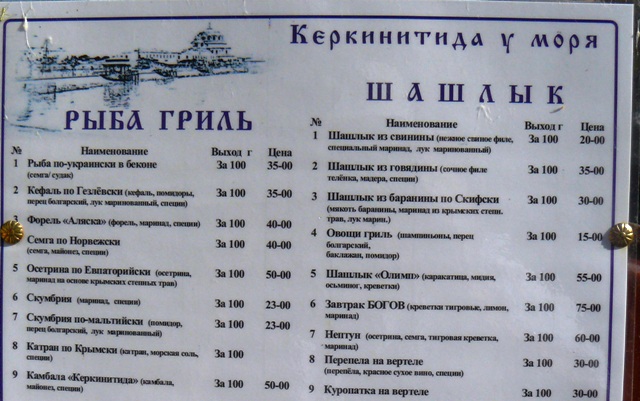 Керкинитида у моря
РЫБА ГРИЛЬ
№ Наименование Выход г Цена
1 Рыба по-украински в беконе За 100 35-00
(семга/ судак)
2 Кефаль по Гезлёвски (кефаль, помидоры, За 100 35-00
перец болгарский, лук маринованный, специи)
3 Форель «Аляска» (форель, маринад, специи) За 100 40-00
Семга по Норвежски За 100 40-00
(семга, майонез, специи)
5 Осетрина по Евпаторийски (осетрина, За 100 50-00
маринад на основе крымских степных трав)
6 Скумбрия (маринад, специи) За 100 23-00
7 Скумбрия по-мальтийски (помидор, За 100 23-00
перец болгарский, лук маринованный)
8 Катран по Крымски (катран, морская соль, За 100
специи)
9 Камбала «Керкинитида» (камбала, За 100 50-00
майонез, специи)
ШАШЛЫК
№ Наименование Выход г Цена
1 Шашлык из свинины (нежное свиное филе, За 100 20-00
специальный маринад, лук маринованный)
2 Шашлык из говядины (сочное филе За 100 35-00
телёнка, мадера, специи)
3 Шашлык из баранины по Скифски За 100 30-00
(мякоть баранины, маринад из крымских степн.
трав, лук марин.)
4 Овощи гриль (шампиньоны, перец За 100 15-00
болгарский,
баклажан, помидор)
5 Шашлык «Олимп» (каракатица, мидия, За 100 55-00
осьминог, креветки)
6 Завтрак БОГОВ (креветки тигровые, лимон, За 100 75-00
маринад)
7 Нептун (осетрина, семга, тигровая креветка, За 100 60-00
маринад)
8 Перепела на вертеле За 100 30-00
(перепёла, красное сухое вино, специи)
9 Куропатка на вертеле За 100 30-00